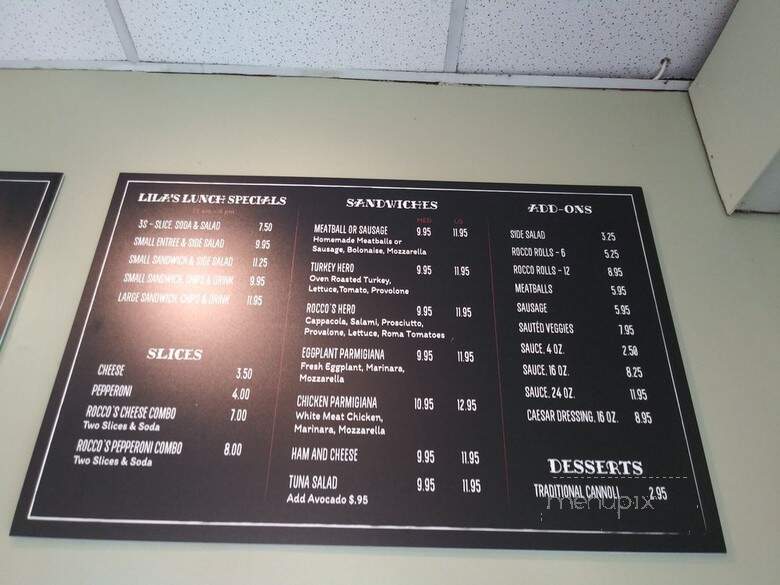 LILA'S LUNCH SPECIALS
3S - SLICE, SODA & SALAD 7.50
SMALL ENTREE & SIDE SALAD 9.95
SMALL SANDWICH & SIDE SALAD 11.25
SMALL SANDWICH, CHIPS & DRINK 9.95
LARGE SANDWICH, CHIPS & DRINK 11.95
SLICES
CHEESE 3.50
PEPPERONI 4.00
ROCCO'S CHEESE COMBO 7.00
Two Slices & Soda
ROCCO'S PEPPERONI COMBO 8.00
Two Slices & Soda
SANDWICHES
MED LG
MEATBALL OR SAUSAGE 9.95 11.95
Homemade Meatballs or
Sausage, Bolonaise, Mozzarella
TURKEY HERO 9.95 11.95
Oven Roasted Turkey,
Lettuce,Tomato, Provolone
ROCCO'S HERO 9.95 11.95
Cappacola, Salami, Prosciutto,
Provalone, Lettuce, Roma Tomatoes
EGGPLANT PARMIGIANA 9.95 11.95
Fresh Eggplant, Marinara,
Mozzarella
CHICKEN PARMIGIANA 10.95 12.95
White Meat Chicken,
Marinara, Mozzarella
HAM AND CHEESE 9.95 11.95
TUNA SALAD 9.95 11.95
Add Avocado $.95
ADD-ONS
SIDE SALAD 3.25
ROCCO ROLLS - 6 5.25
ROCCO ROLLS - 12 8.95
MEATBALLS 5.95
SAUSAGE 5.95
SAUTÉD VEGGIES 7.95
SAUCE, 4 OZ. 2.50
SAUCE, 16 OZ. 8.25
SAUCE, 24 OZ. 11.95
CAESAR DRESSING, 16 OZ. 8.95
DESSERTS
TRADITIONAL CANNOLI 2.95
menupix